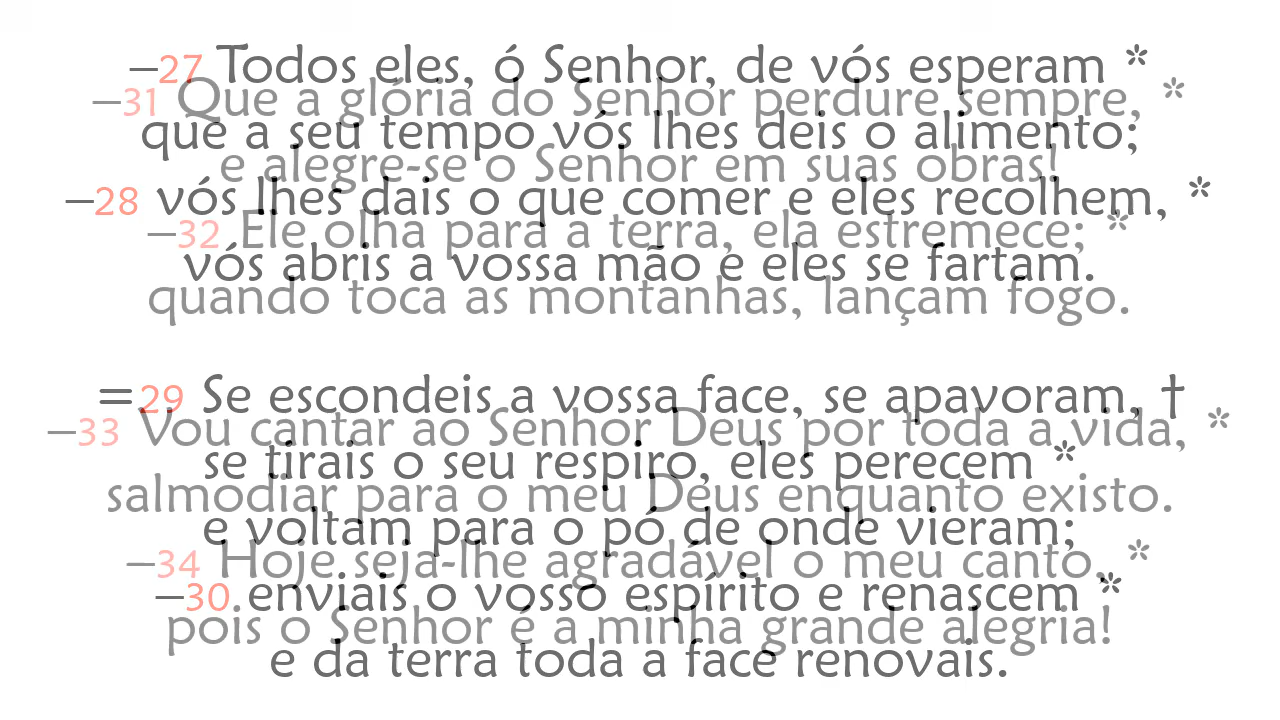 –27 Todos eles, ó Senhor, de vós esperam *
–31 Que a glória do Senhor perdure sempre, *
que a seu tempo vós lhes deis o alimento;
e alegre-se o Senhor em suas obras!
–28 vós lhes dais o que comer e eles recolhem, *
–32 Ele olha para a terra, ela estremece; *
vós abris a vossa mão e eles se fartam.
quando toca as montanhas, lançam fogo.
=29 Se escondeis a vossa face, se apavoram, †
–33 Vou cantar ao Senhor Deus por toda a vida, *
se tirais o seu respiro, eles perecem *
salmodiar para o meu Deus enquanto existo.
e voltam para o pó de onde vieram;
–34 Hoje seja-lhe agradável o meu canto, *
–30 enviais o vosso espírito e renascem *
pois o Senhor é a minha grande alegria!
e da terra toda a face renovais.